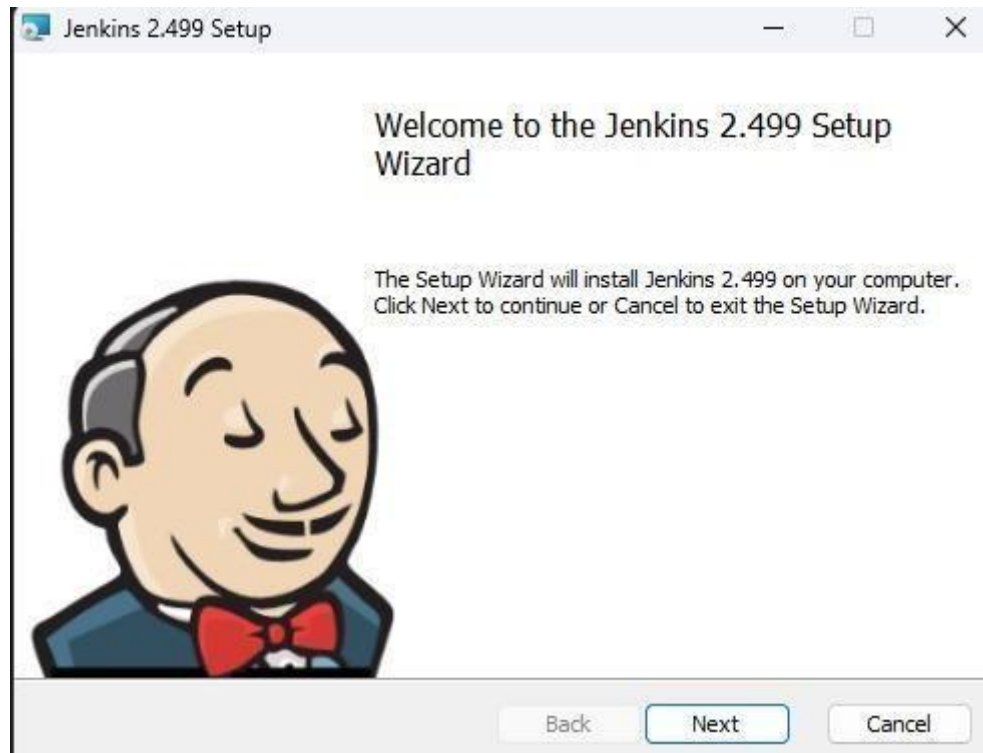 Jenkins 2.499 Setup
Welcome to the Jenkins 2.499 Setup
Wizard
The Setup Wizard will install Jenkins 2.499 on your computer.
Click Next to continue or Cancel to exit the Setup Wizard.
Back Next Cancel